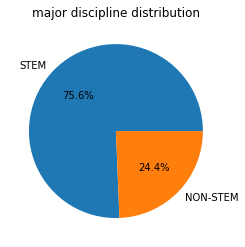 major discipline distribution
STEM
75.6%
24.4%
NON-STEM